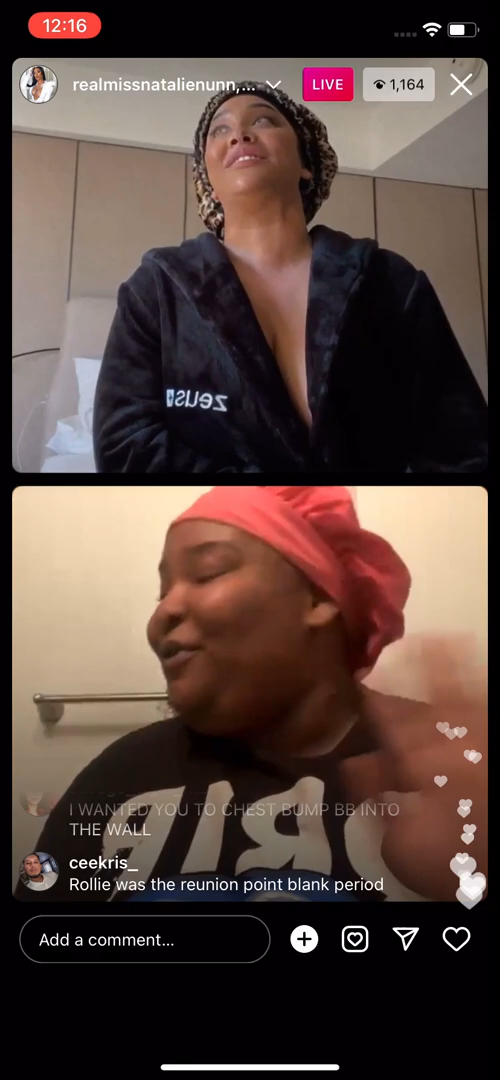 12:16
realmissnatalienunn,...
LIVE
1,164
zeus
I WANTED YOU TO CHEST BUMP BB INTO
THE WALL
ceekris_
Rollie was the reunion point blank period
Add a comment...